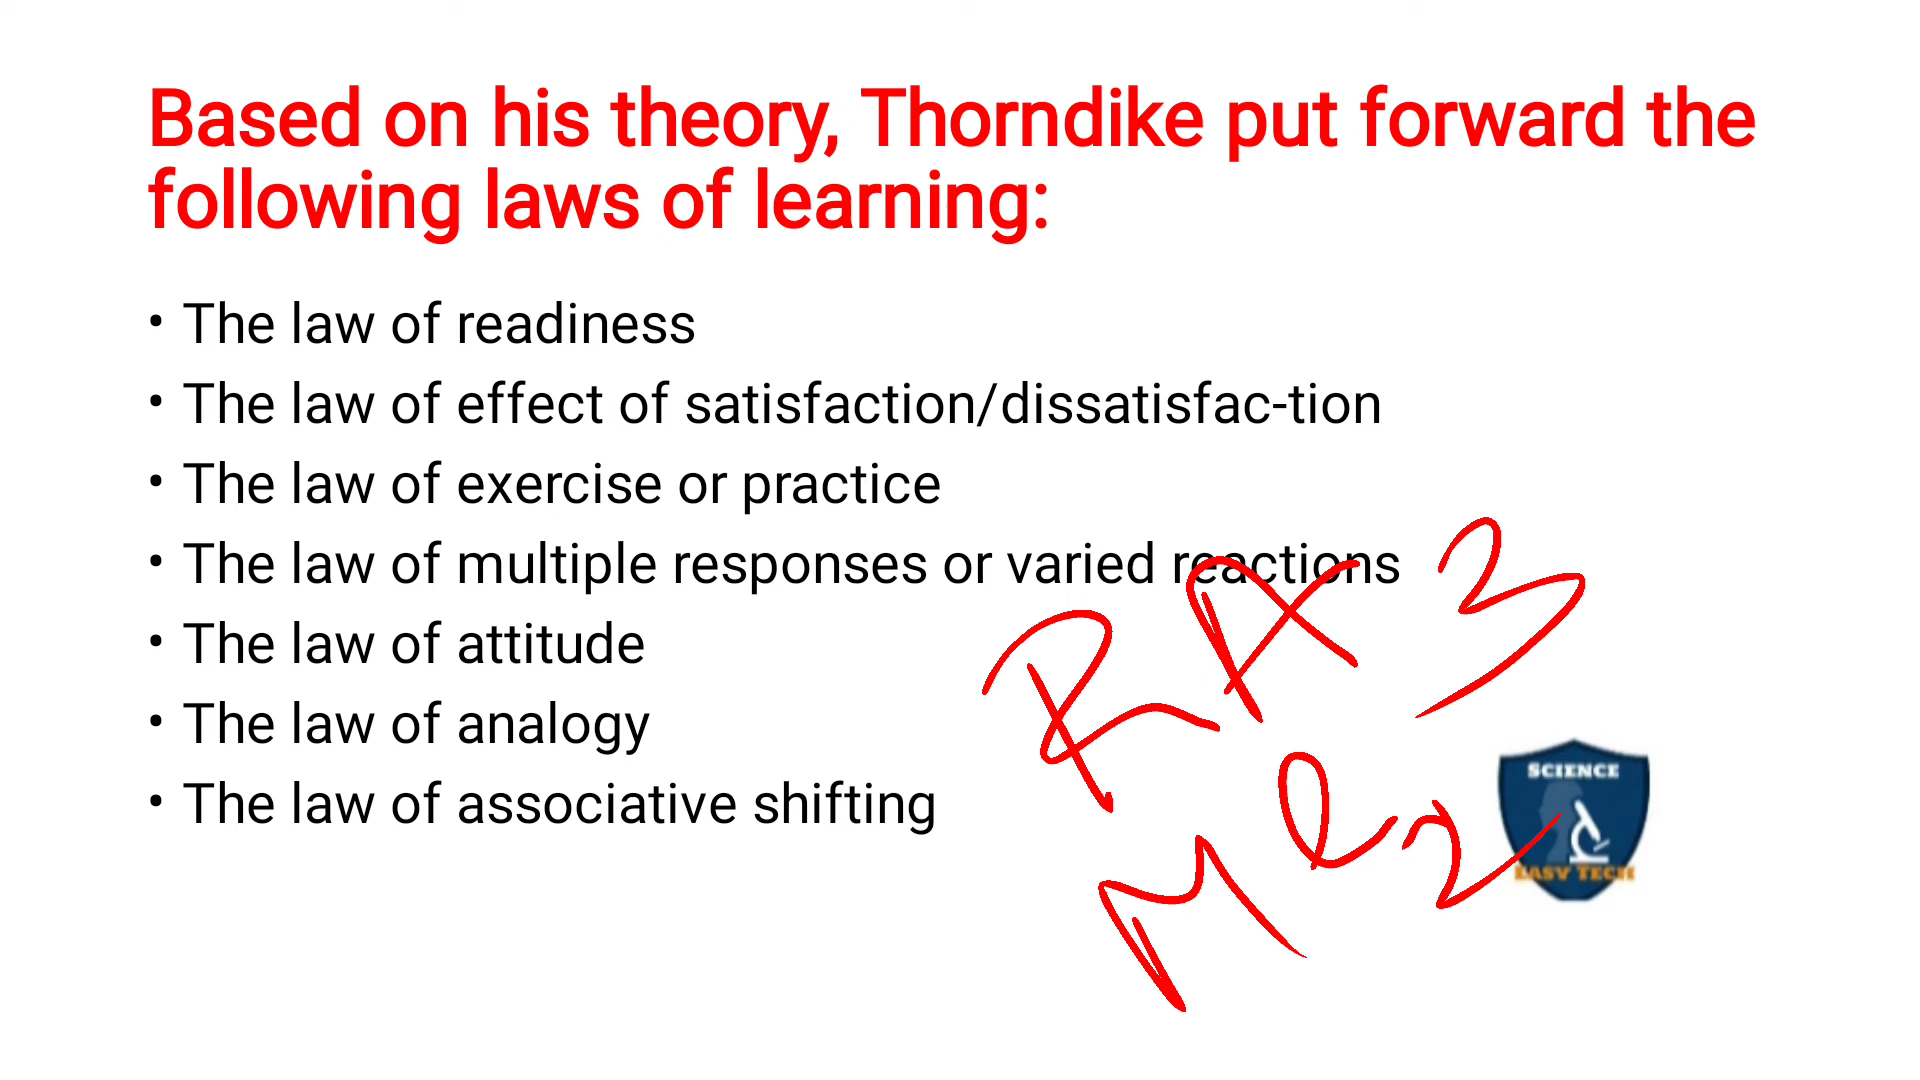 Based on his theory, Thorndike put forward the
following laws of learning:
• The law of readiness
• The law of effect of satisfaction/dissatisfac-tion
• The law of exercise or practice
• The law of multiple responses or varied reactions
• The law of attitude
• The law of analogy
• The law of associative shifting
RA3
Me2
SCIENCE
EASY TECH